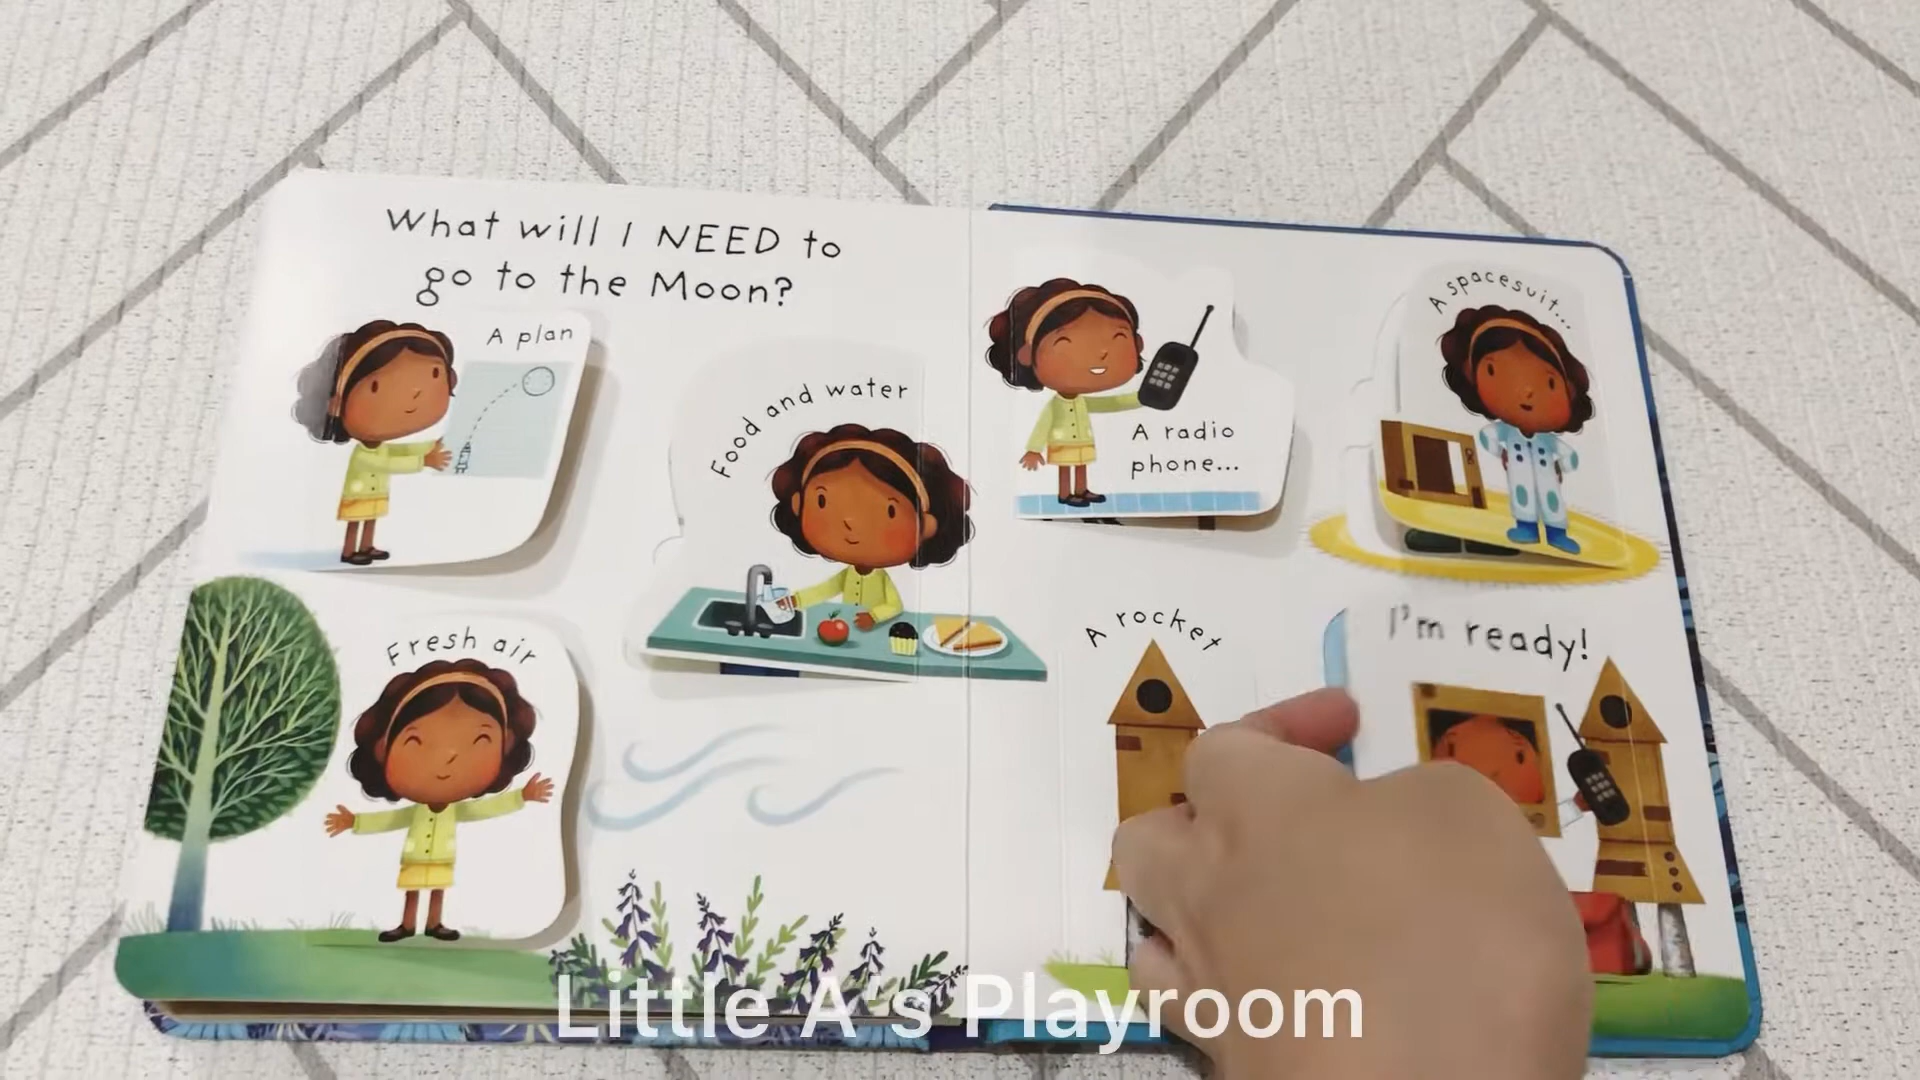 What will I NEED to
go to the Moon?
A plan
Food and water
Fresh air
A radio
phone...
A spacesuit...
A rocket
I'm ready!
Little A's Playroom